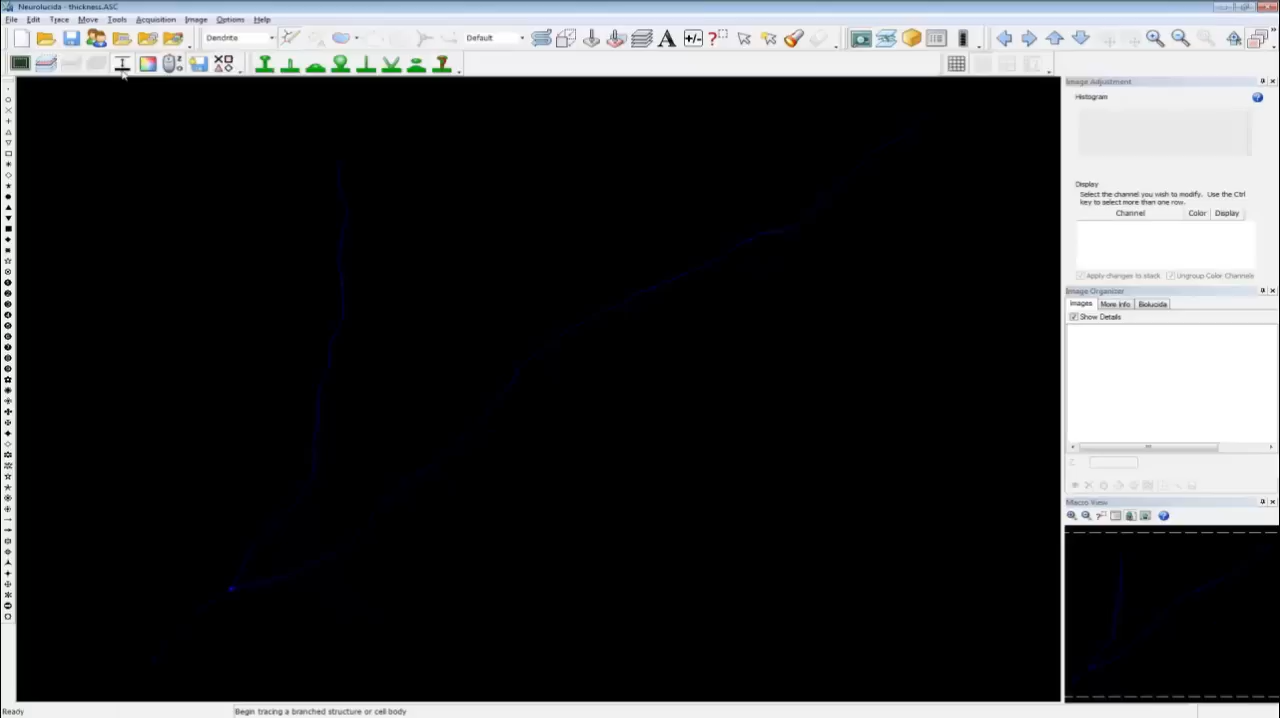 Neurolucida - thickness.ASC
File Edit Trace Move Tools Acquisition Image Options Help
Dendrite Default
Image Adjustment
Histogram
Display
Select the channel you wish to modify. Use the Ctrl
key to select more than one row.
Channel Color Display
Apply changes to stack Ungroup Color Channels
Image Organizer
Images More Info Biolucida
Show Details
Z
Macro View
Ready Begin tracing a branched structure or cell body